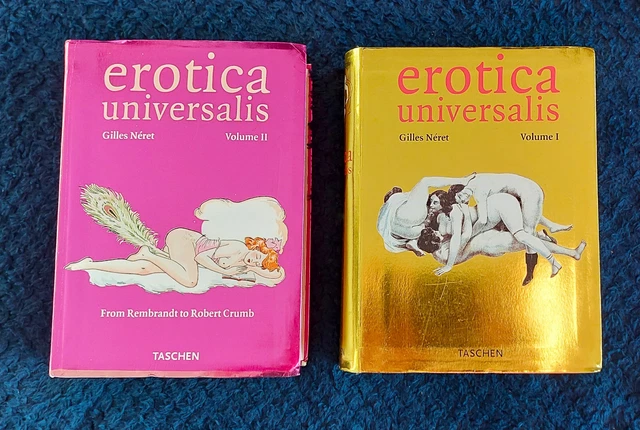 erotica
universalis
Gilles Néret Volume II
From Rembrandt to Robert Crumb
TASCHEN
erotica
universalis
Gilles Néret Volume I
TASCHEN